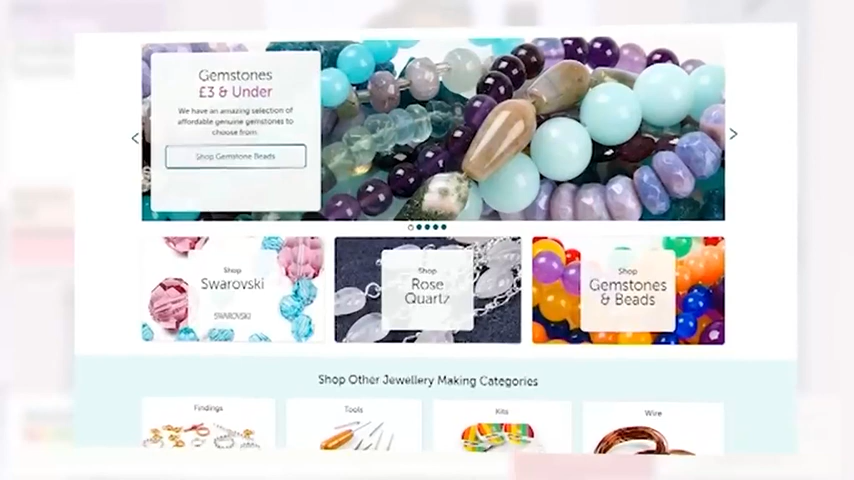 Gemstones
£3 & Under
We have an amazing selection of
affordable genuine gemstones to
choose from.
Shop Gemstone Beads
Shop
Swarovski
SWAROVSKI
Shop
Rose
Quartz
Shop
Gemstones
& Beads
Shop Other Jewellery Making Categories
Findings
Tools
Kits
Wire